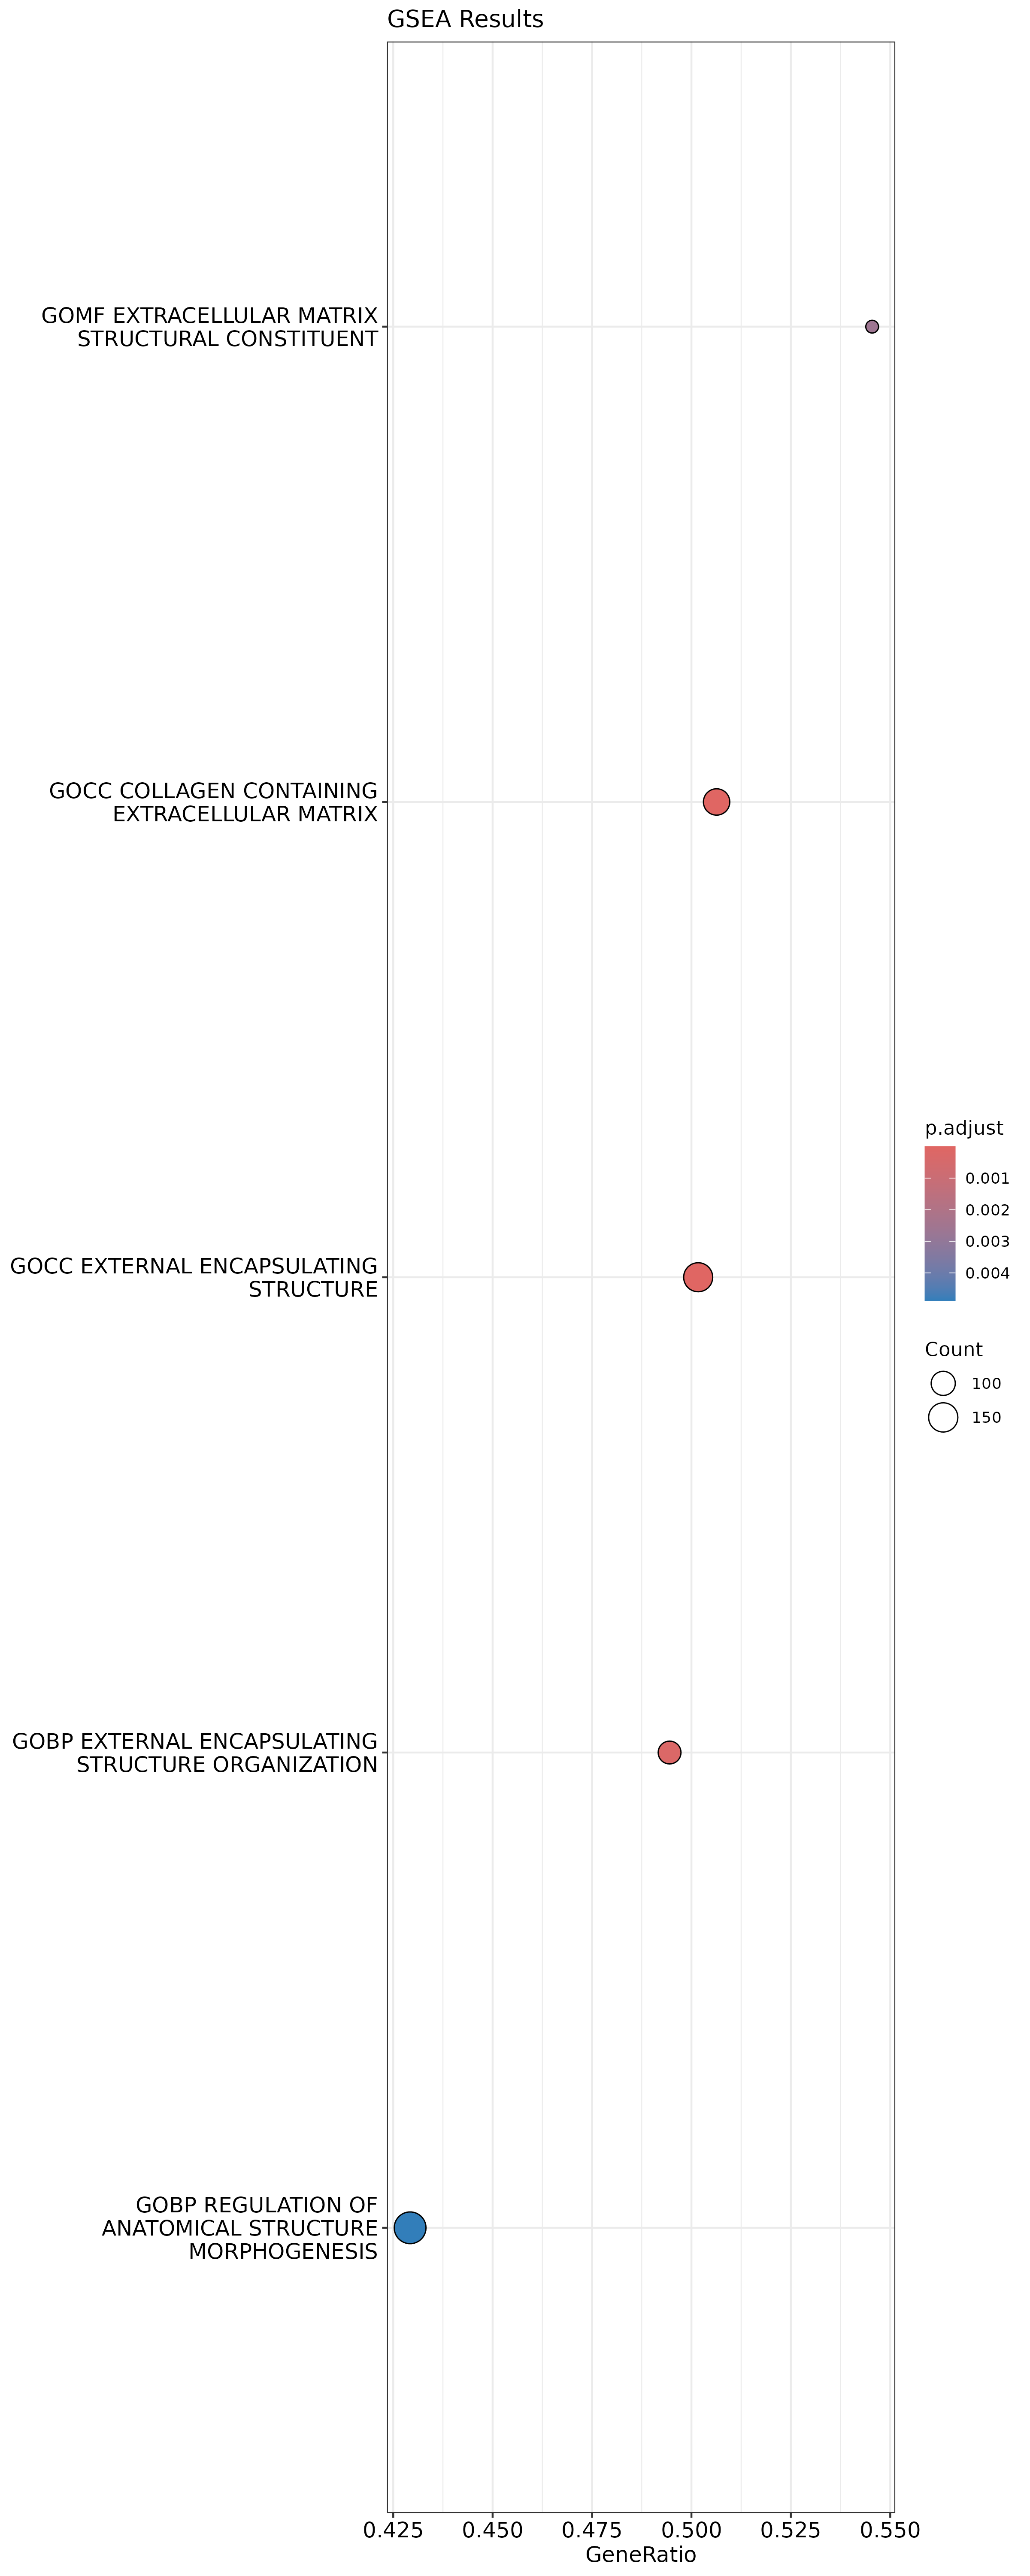 GSEA Results
GOMF EXTRACELLULAR MATRIX
STRUCTURAL CONSTITUENT
GOCC COLLAGEN CONTAINING
EXTRACELLULAR MATRIX
GOCC EXTERNAL ENCAPSULATING
STRUCTURE
GOBP EXTERNAL ENCAPSULATING
STRUCTURE ORGANIZATION
GOBP REGULATION OF
ANATOMICAL STRUCTURE
MORPHOGENESIS
0.425 0.450 0.475 0.500 0.525 0.550
GeneRatio
p.adjust
0.001
0.002
0.003
0.004
Count
100
150